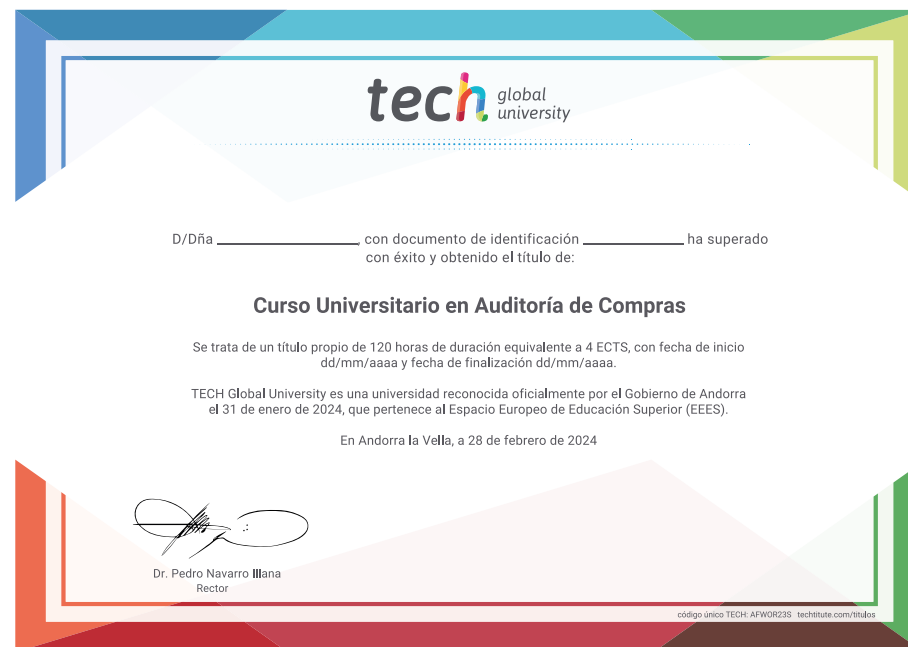 tech global
university
D/Dña ______________, con documento de identificación __________ ha superado
con éxito y obtenido el título de:
Curso Universitario en Auditoría de Compras
Se trata de un título propio de 120 horas de duración equivalente a 4 ECTS, con fecha de inicio
dd/mm/aaaa y fecha de finalización dd/mm/aaaa.
TECH Global University es una universidad reconocida oficialmente por el Gobierno de Andorra
el 31 de enero de 2024, que pertenece al Espacio Europeo de Educación Superior (EEES).
En Andorra la Vella, a 28 de febrero de 2024
Dr. Pedro Navarro Illana
Rector
código único TECH: AFWOR23S techtitute.com/titulos